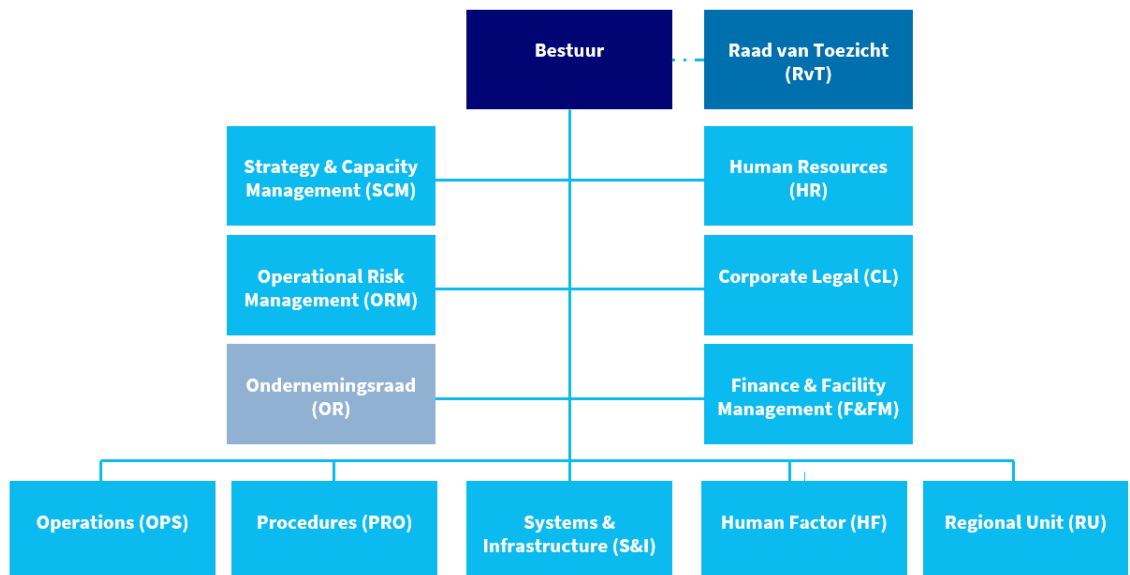 Bestuur
Raad van Toezicht
(RvT)
Strategy & Capacity
Management (SCM)
Human Resources
(HR)
Operational Risk
Management (ORM)
Corporate Legal (CL)
Ondernemingsraad
(OR)
Finance & Facility
Management (F&FM)
Operations (OPS)
Procedures (PRO)
Systems &
Infrastructure (S&I)
Human Factor (HF)
Regional Unit (RU)